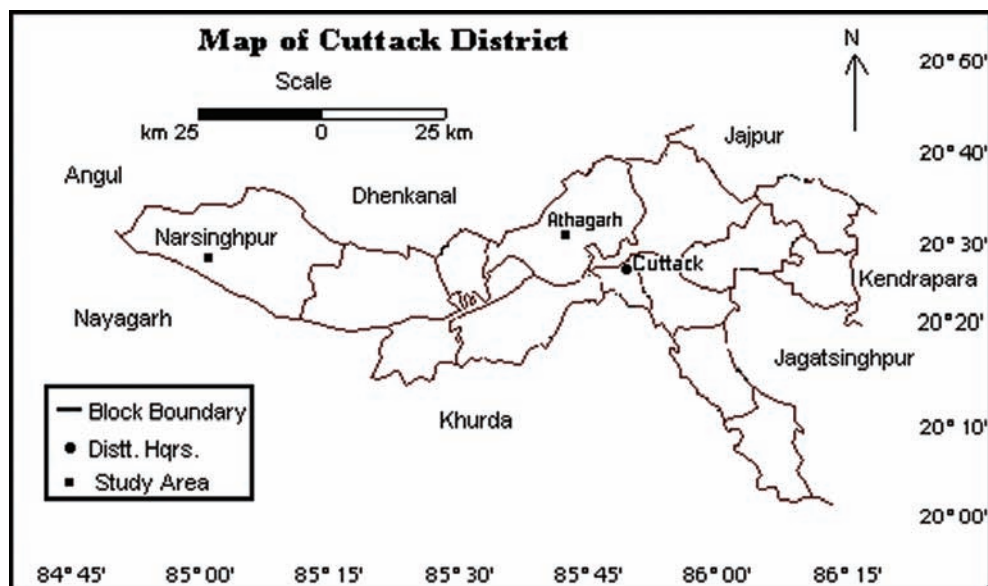 Map of Cuttack District
Scale
km 25 0 25 km
N
20° 60'
20° 40'
20° 30'
20° 20'
20° 10'
20° 00'
Jajpur
Angul
Dhenkanal
Athagarh
Narsinghpur
Cuttack
Kendrapara
Nayagarh
Jagatsinghpur
Khurda
Block Boundary
Distt. Hqrs.
Study Area
84° 45' 85° 00' 85° 15' 85° 30' 85° 45' 86° 00' 86° 15'